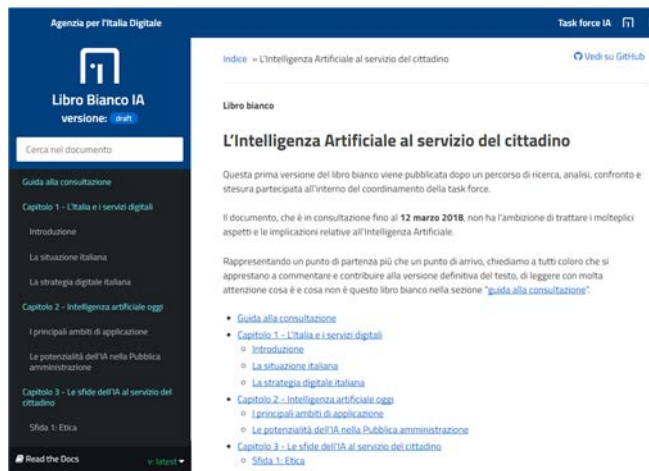 Agenzia per l'Italia Digitale
Task force IA
Libro Bianco IA
versione: draft
Cerca nel documento
Guida alla consultazione
Capitolo 1 - L'Italia e i servizi digitali
Introduzione
La situazione italiana
La strategia digitale italiana
Capitolo 2 - Intelligenza artificiale oggi
I principali ambiti di applicazione
Le potenzialità dell'IA nella Pubblica
amministrazione
Capitolo 3 - Le sfide dell'IA al servizio del
cittadino
Sfida 1: Etica
Read the Docs
v: latest
Indice » L'Intelligenza Artificiale al servizio del cittadino
Vedi su GitHub
Libro bianco
L'Intelligenza Artificiale al servizio del cittadino
Questa prima versione del libro bianco viene pubblicata dopo un percorso di ricerca, analisi, confronto e
stesura partecipata all'interno del coordinamento della task force.
Il documento, che è in consultazione fino al 12 marzo 2018, non ha l'ambizione di trattare i molteplici
aspetti e le implicazioni relative all'Intelligenza Artificiale.
Rappresentando un punto di partenza più che un punto di arrivo, chiediamo a tutti coloro che si
apprestano a commentare e contribuire alla versione definitiva del testo, di leggere con molta
attenzione cosa è e cosa non è questo libro bianco nella sezione "guida alla consultazione".
Guida alla consultazione
Capitolo 1 - L'Italia e i servizi digitali
Introduzione
La situazione italiana
La strategia digitale italiana
Capitolo 2 - Intelligenza artificiale oggi
I principali ambiti di applicazione
Le potenzialità dell'IA nella Pubblica amministrazione
Capitolo 3 - Le sfide dell'IA al servizio del cittadino
Sfida 1: Etica